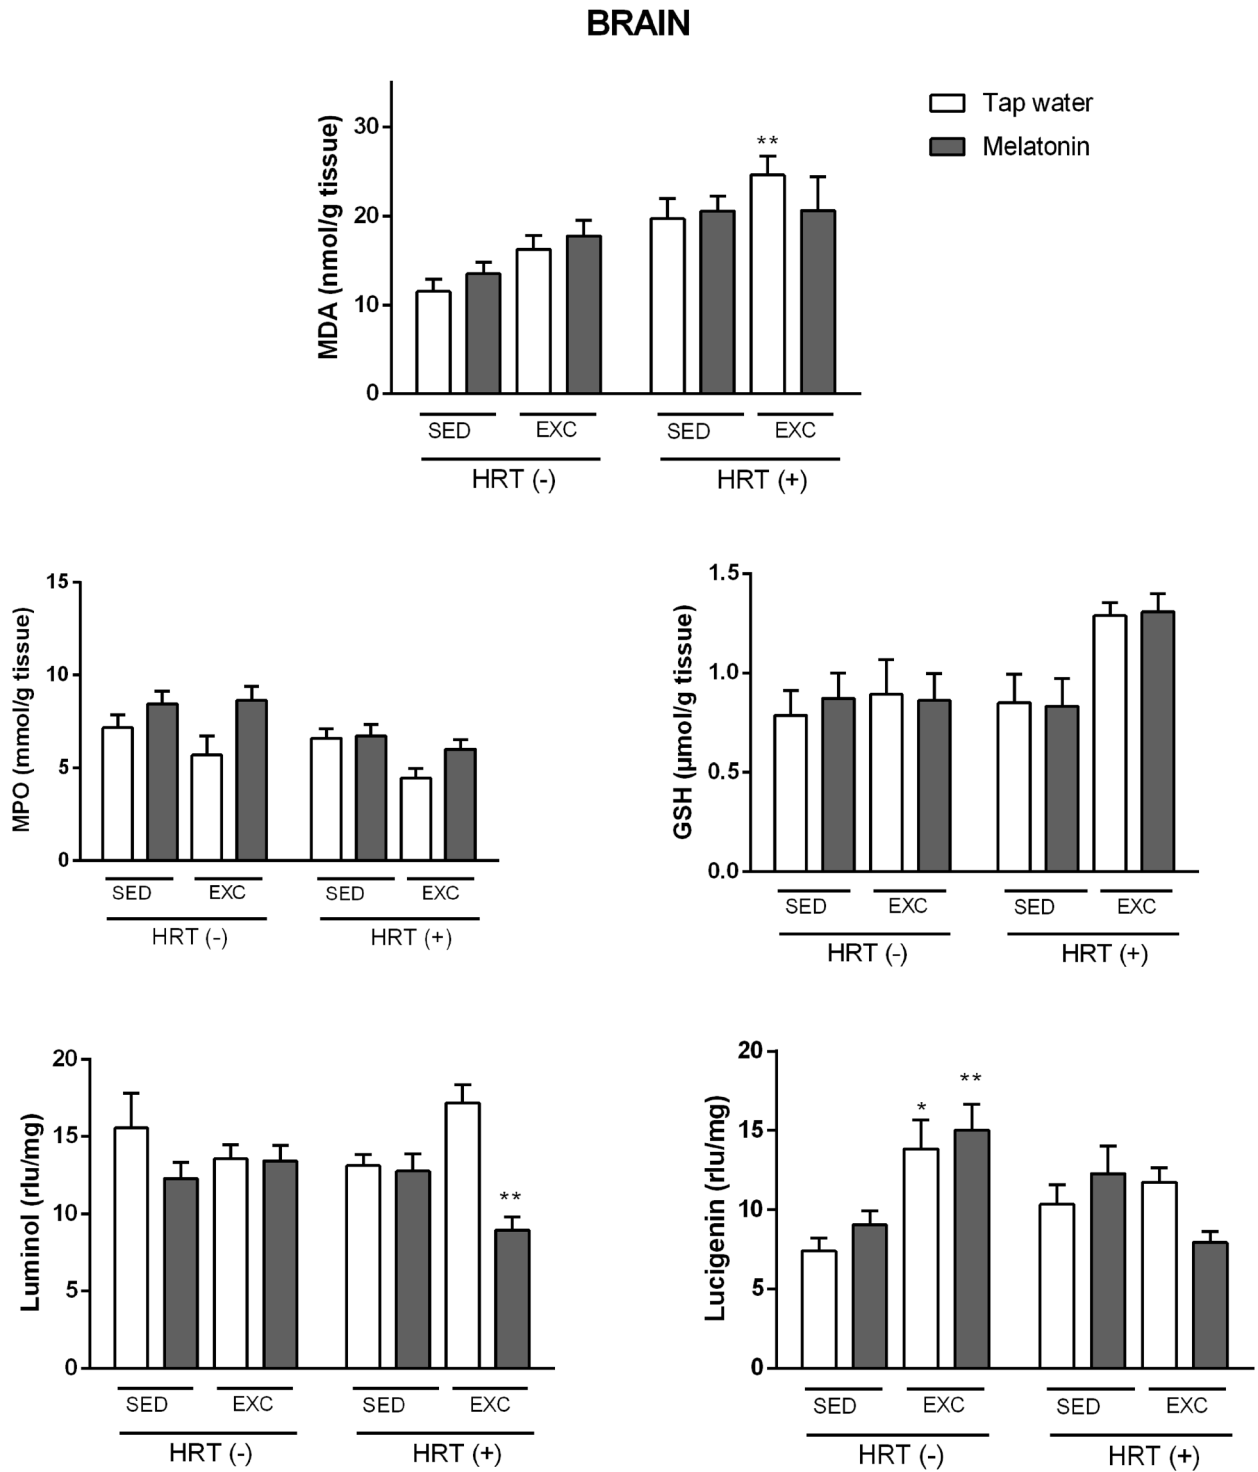 BRAIN
Tap water
Melatonin
MDA (nmol/g tissue)
30
20
10
0
**
SED EXC SED EXC
HRT (-) HRT (+)
MPO (mmol/g tissue)
15
10
5
0
SED EXC SED EXC
HRT (-) HRT (+)
GSH (μmol/g tissue)
1.5
1.0
0.5
0.0
SED EXC SED EXC
HRT (-) HRT (+)
Luminol (rlu/mg)
20
15
10
5
0
**
SED EXC SED EXC
HRT (-) HRT (+)
Lucigenin (rlu/mg)
20
15
10
5
0
* **
SED EXC SED EXC
HRT (-) HRT (+)